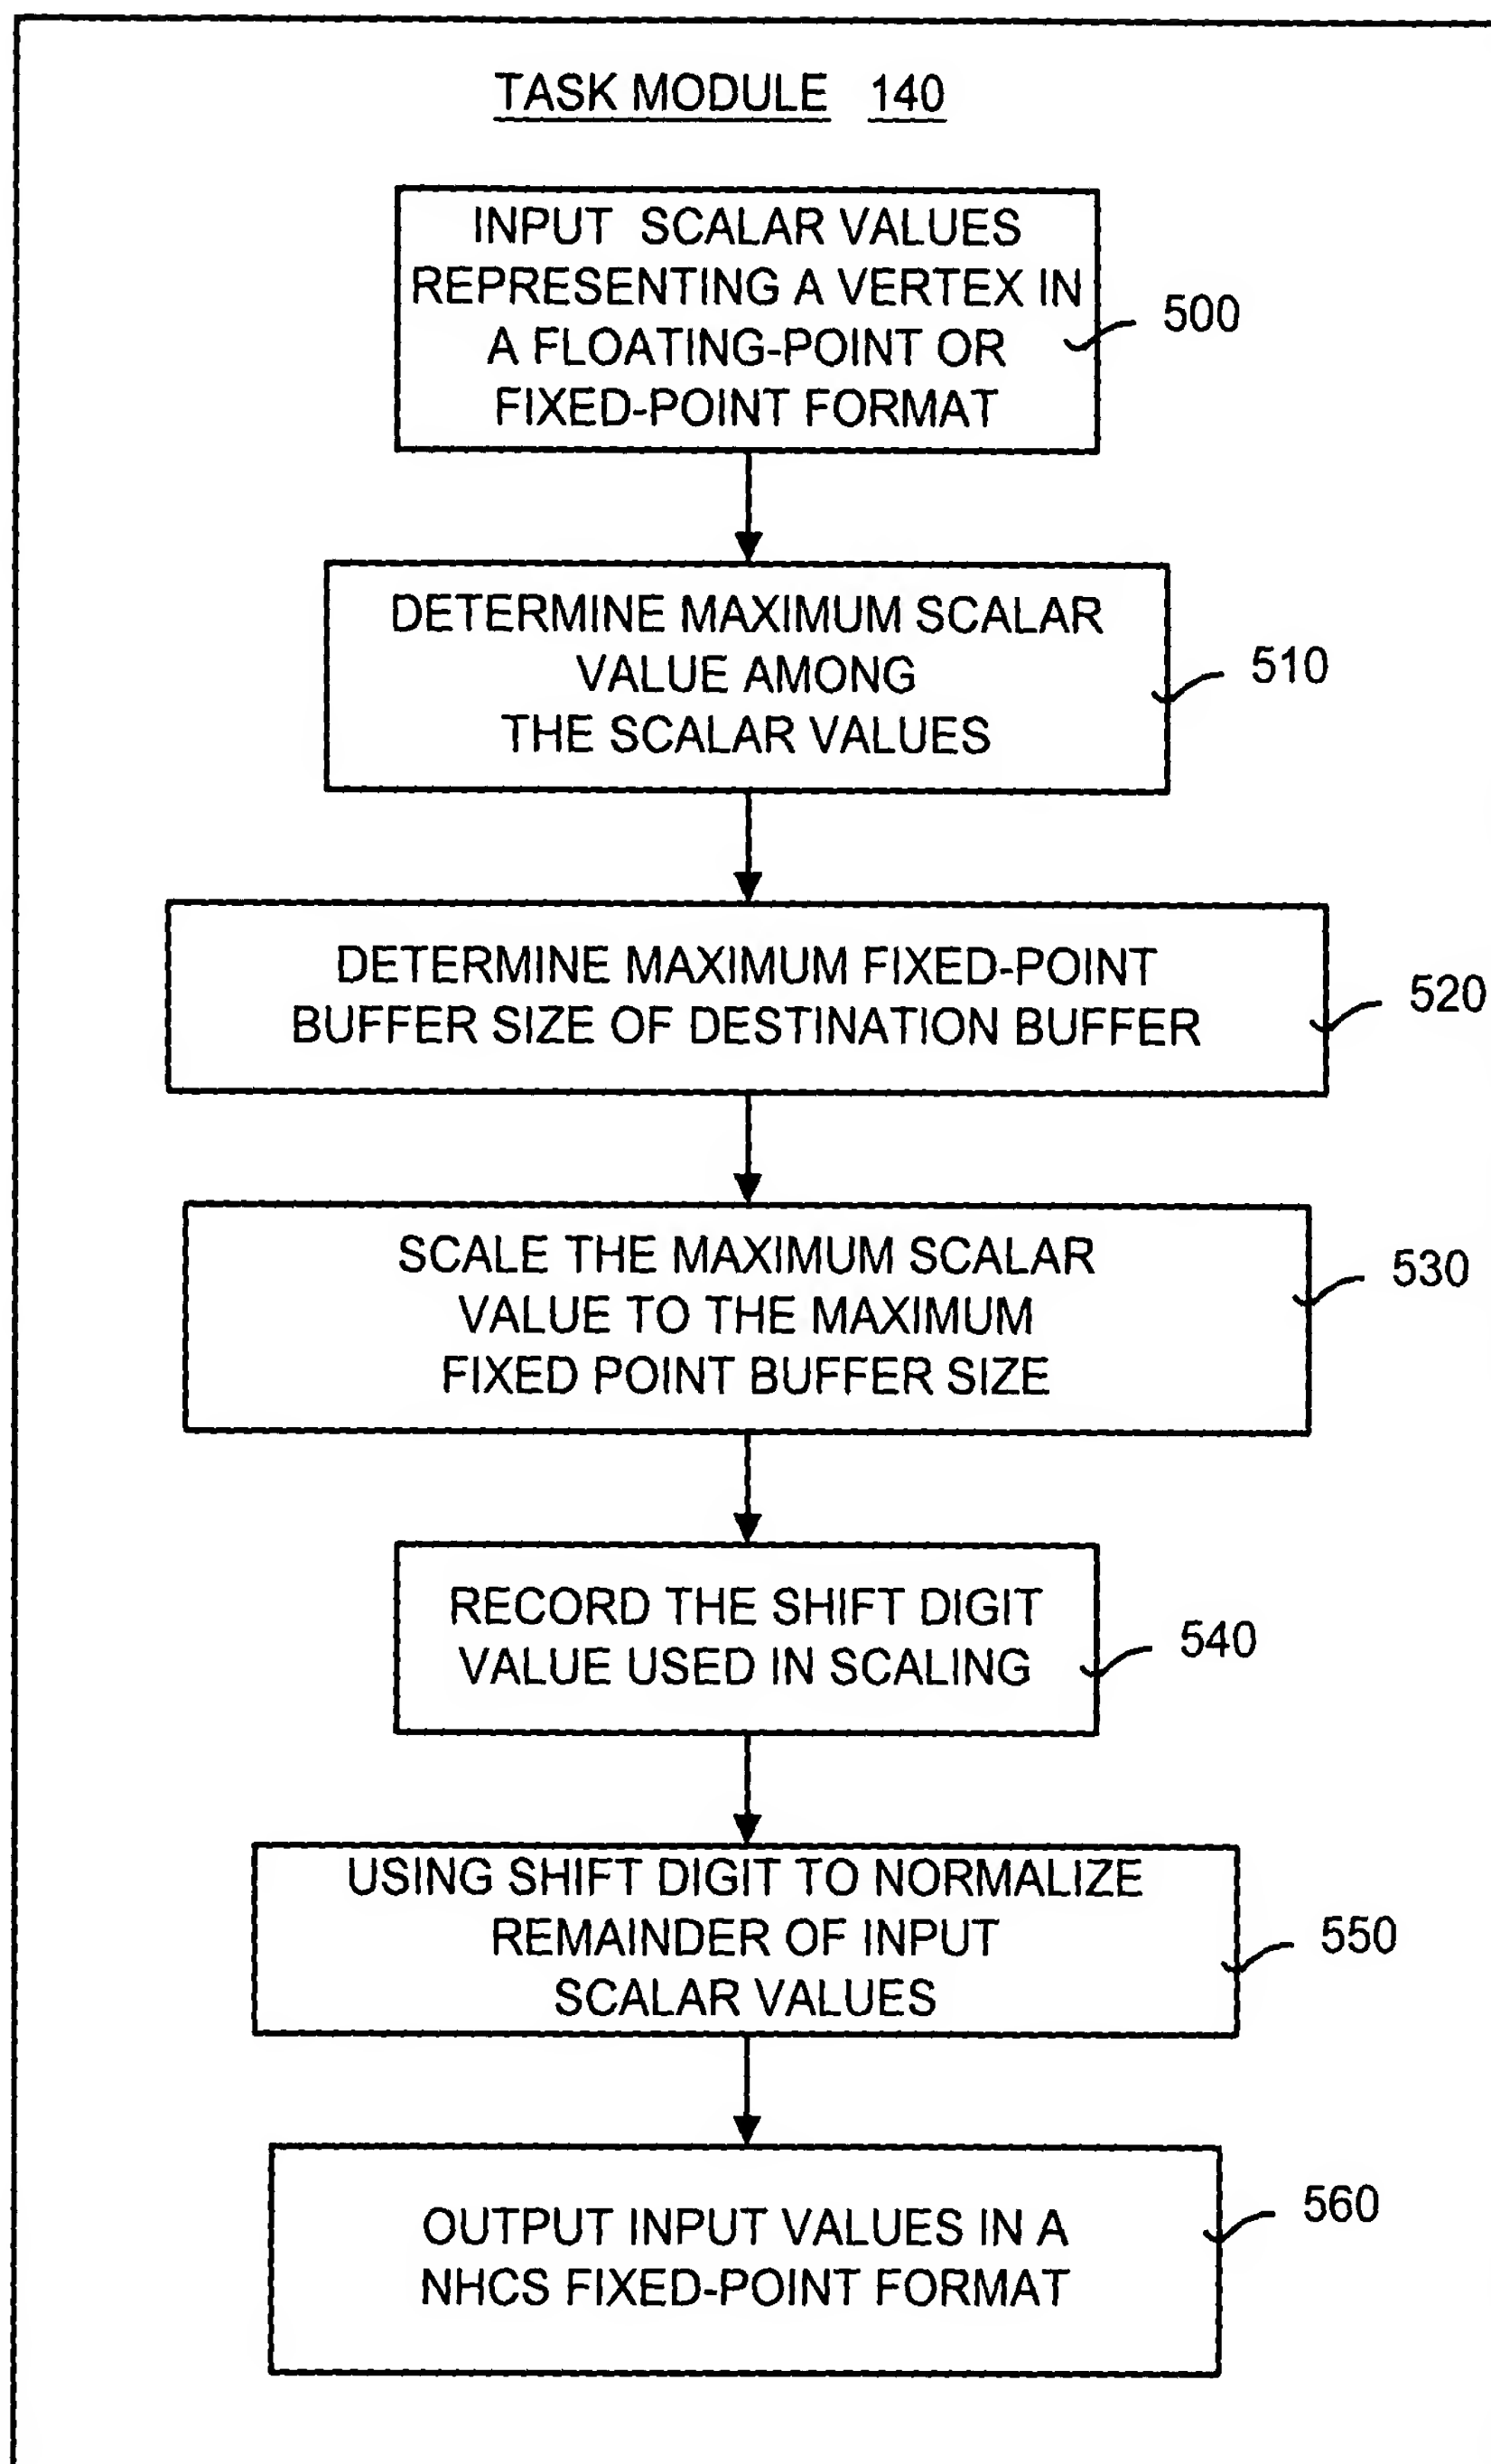 TASK MODULE 140
INPUT SCALAR VALUES
REPRESENTING A VERTEX IN
A FLOATING-POINT OR
FIXED-POINT FORMAT
500
DETERMINE MAXIMUM SCALAR
VALUE AMONG
THE SCALAR VALUES
510
DETERMINE MAXIMUM FIXED-POINT
BUFFER SIZE OF DESTINATION BUFFER
520
SCALE THE MAXIMUM SCALAR
VALUE TO THE MAXIMUM
FIXED POINT BUFFER SIZE
530
RECORD THE SHIFT DIGIT
VALUE USED IN SCALING
540
USING SHIFT DIGIT TO NORMALIZE
REMAINDER OF INPUT
SCALAR VALUES
550
OUTPUT INPUT VALUES IN A
NHCS FIXED-POINT FORMAT
560